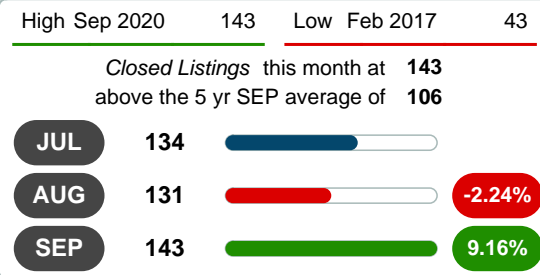 High Sep 2020 143 Low Feb 2017 43
Closed Listings this month at 143
above the 5 yr SEP average of 106
JUL 134
AUG 131 -2.24%
SEP 143 9.16%